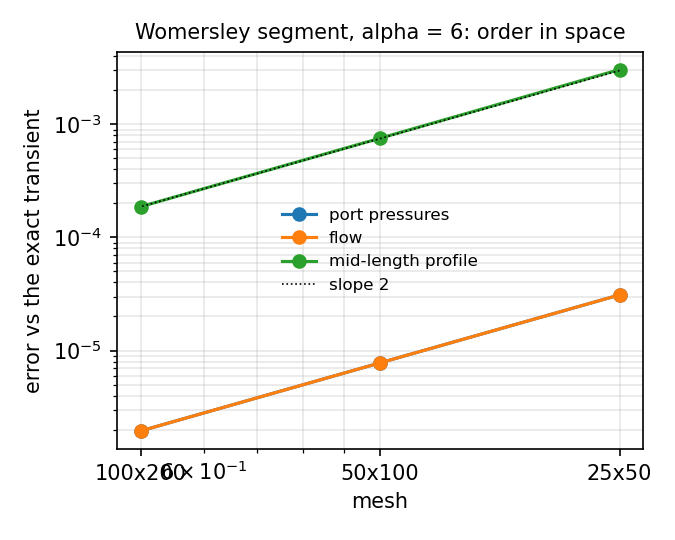 Womersley segment, alpha = 6: order in space
error vs the exact transient
10⁻³
10⁻⁴
10⁻⁵
port pressures
flow
mid-length profile
slope 2
100x200
6 × 10⁻¹
50x100
25x50
mesh